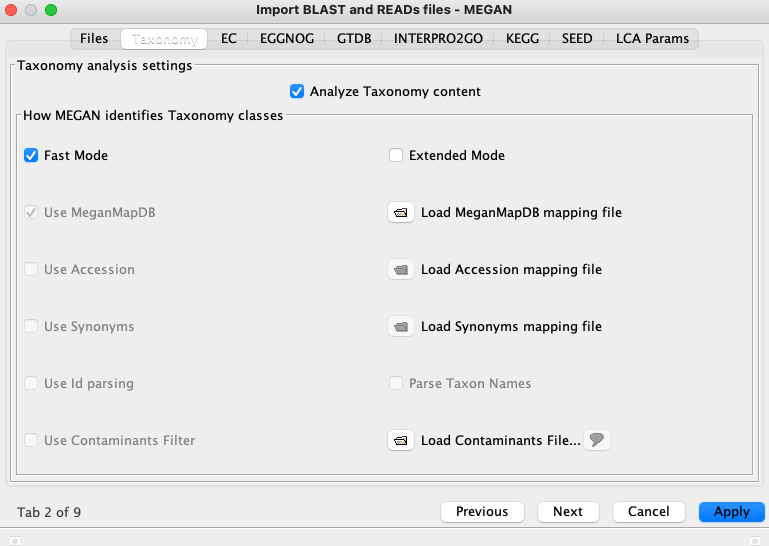 Import BLAST and READs files - MEGAN
Files Taxonomy EC EGGNOG GTDB INTERPRO2GO KEGG SEED LCA Params
Taxonomy analysis settings
Analyze Taxonomy content
How MEGAN identifies Taxonomy classes
Fast Mode Extended Mode
Use MeganMapDB Load MeganMapDB mapping file
Use Accession Load Accession mapping file
Use Synonyms Load Synonyms mapping file
Use Id parsing Parse Taxon Names
Use Contaminants Filter Load Contaminants File...
Tab 2 of 9 Previous Next Cancel Apply